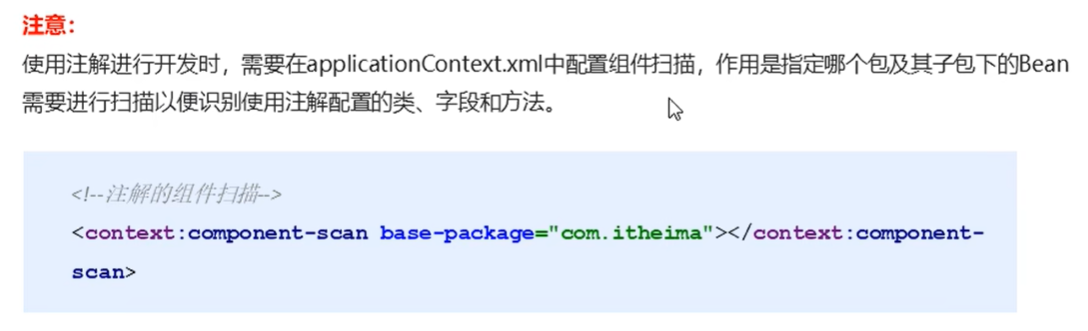 注意：
使用注解进行开发时，需要在applicationContext.xml中配置组件扫描，作用是指定哪个包及其子包下的Bean
需要进行扫描以便识别使用注解配置的类、字段和方法。
<!--注解的组件扫描-->
<context:component-scan base-package="com.itheima"></context:component-
scan>